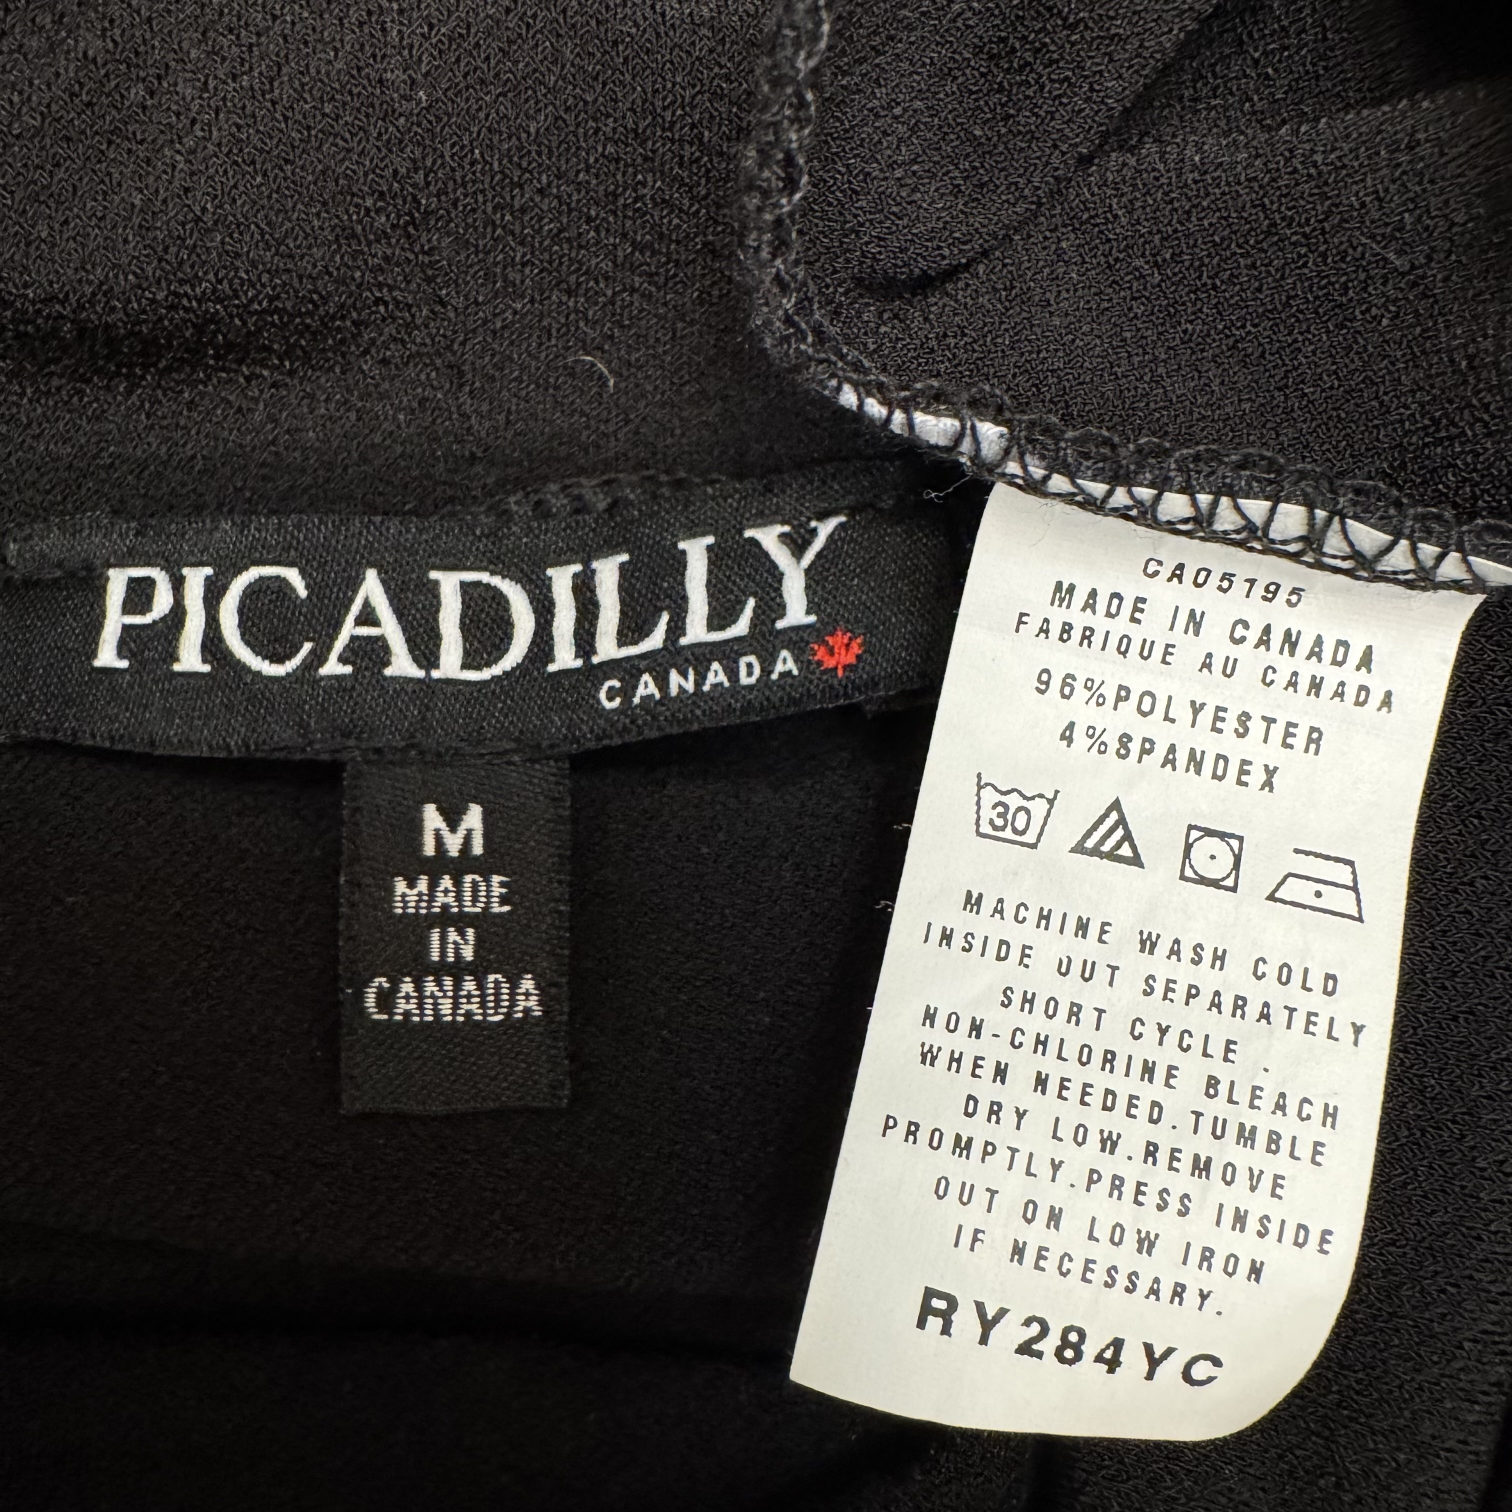 PICADILLY
CANADA
M
MADE
IN
CANADA
CA05195
MADE IN CANADA
FABRIQUE AU CANADA
96%POLYESTER
4%SPANDEX
30
MACHINE WASH COLD
INSIDE OUT SEPARATELY
SHORT CYCLE .
NON-CHLORINE BLEACH
WHEN NEEDED.TUMBLE
DRY LOW.REMOVE
PROMPTLY.PRESS INSIDE
OUT ON LOW IRON
IF NECESSARY.
RY284YC